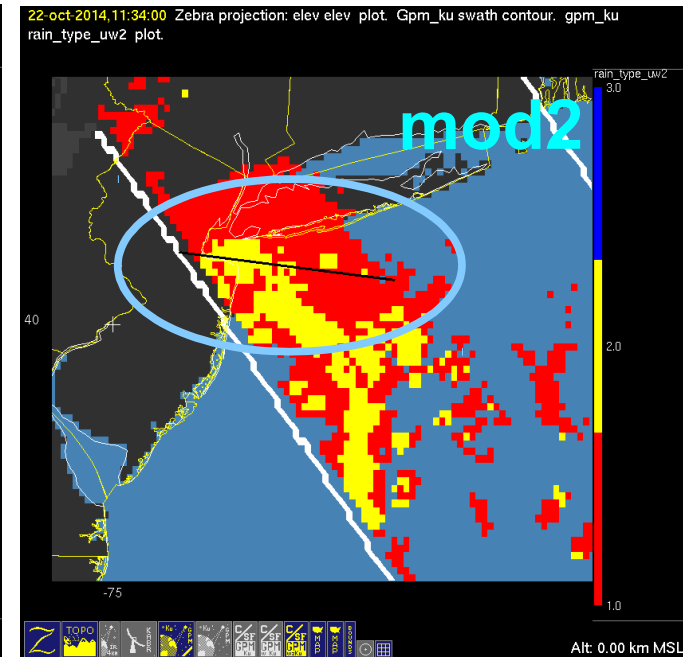 22-oct-2014,11:34:00 Zebra projection: elev elev plot. Gpm_ku swath contour. gpm_ku
rain_type_uw2 plot.
rain_type_uw2
3.0
mod2
40
2.0
-75
1.0
TOPO
Alt: 0.00 km MSL